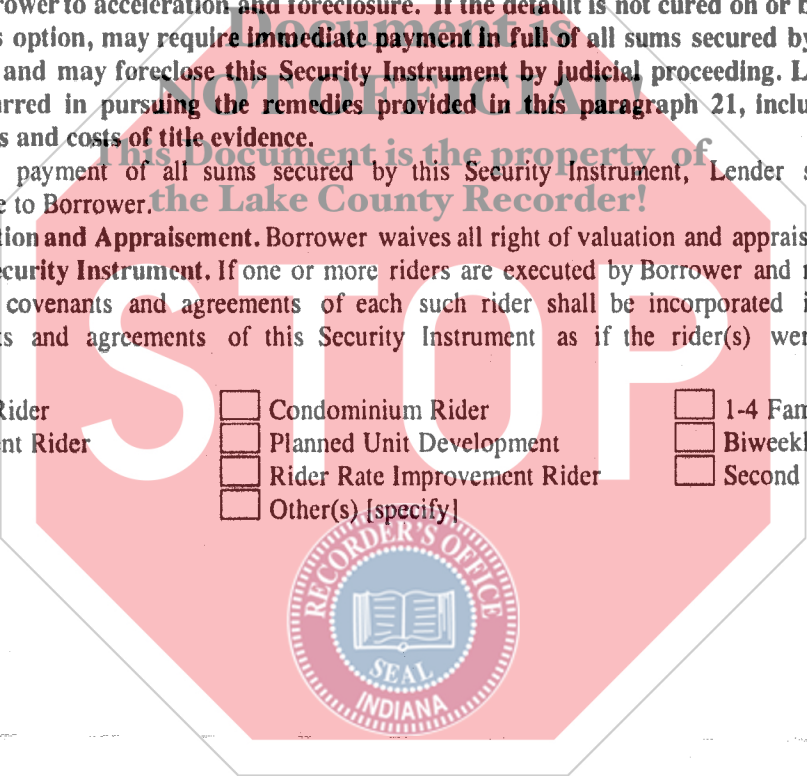 rower to acceleration and foreclosure. If the default is not cured on or b
s option, may require immediate payment in full of all sums secured by
and may foreclose this Security Instrument by judicial proceeding. L
rred in pursuing the remedies provided in this paragraph 21, inclu
s and costs of title evidence.
payment of all sums secured by this Security Instrument, Lender s
e to Borrower.
tion and Appraisement. Borrower waives all right of valuation and apprais
ecurity Instrument. If one or more riders are executed by Borrower and r
covenants and agreements of each such rider shall be incorporated i
ts and agreements of this Security Instrument as if the rider(s) wer
Rider
Condominium Rider
1-4 Fam
nt Rider
Planned Unit Development
Biweekl
Rider Rate Improvement Rider
Second
Other(s) [specify]
Document is
NOT OFFICIAL!
This Document is the property of
the Lake County Recorder!
STOP
RECORDER'S OFFICE
SEAL
INDIANA